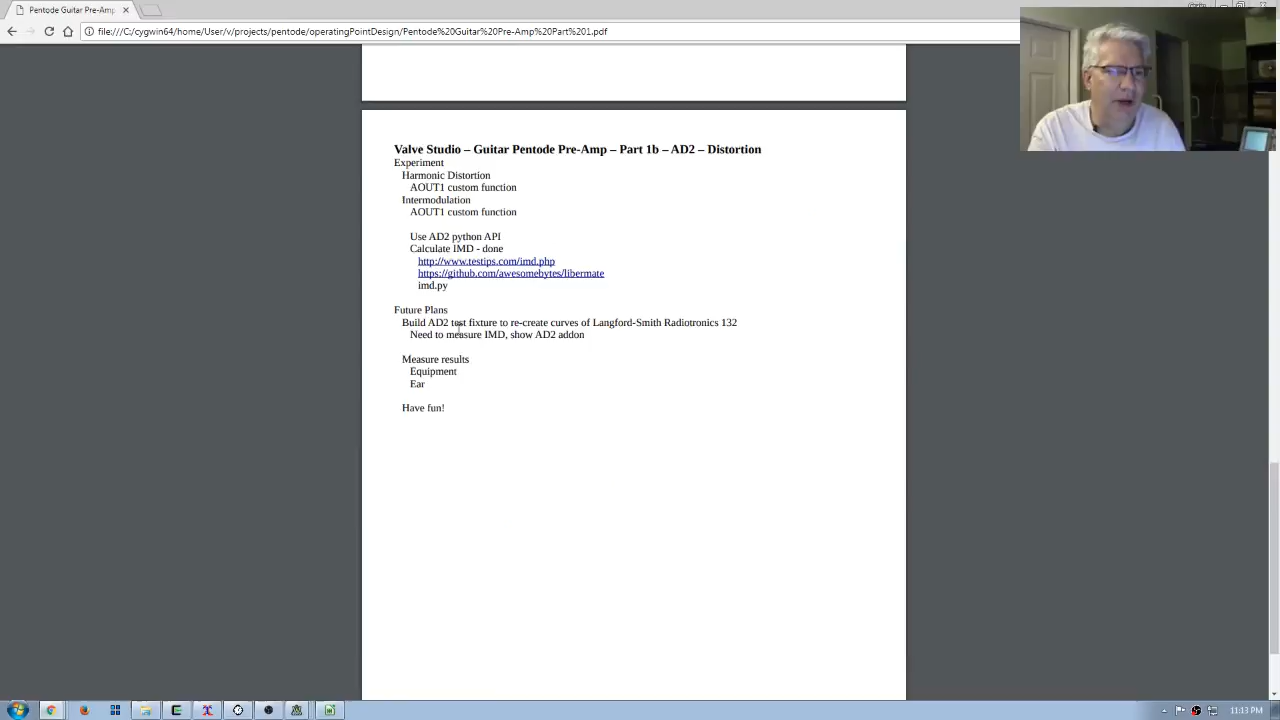 Pentode Guitar Pre-Amp
file:///C:/cygwin64/home/User/v/projects/pentode/operatingPointDesign/Pentode%20Guitar%20Pre-Amp%20Part%201.pdf
Valve Studio – Guitar Pentode Pre-Amp – Part 1b – AD2 – Distortion
Experiment
Harmonic Distortion
AOUT1 custom function
Intermodulation
AOUT1 custom function
Use AD2 python API
Calculate IMD - done
http://www.testips.com/imd.php
https://github.com/awesomebytes/libermate
imd.py
Future Plans
Build AD2 test fixture to re-create curves of Langford-Smith Radiotronics 132
Need to measure IMD, show AD2 addon
Measure results
Equipment
Ear
Have fun!
11:13 PM